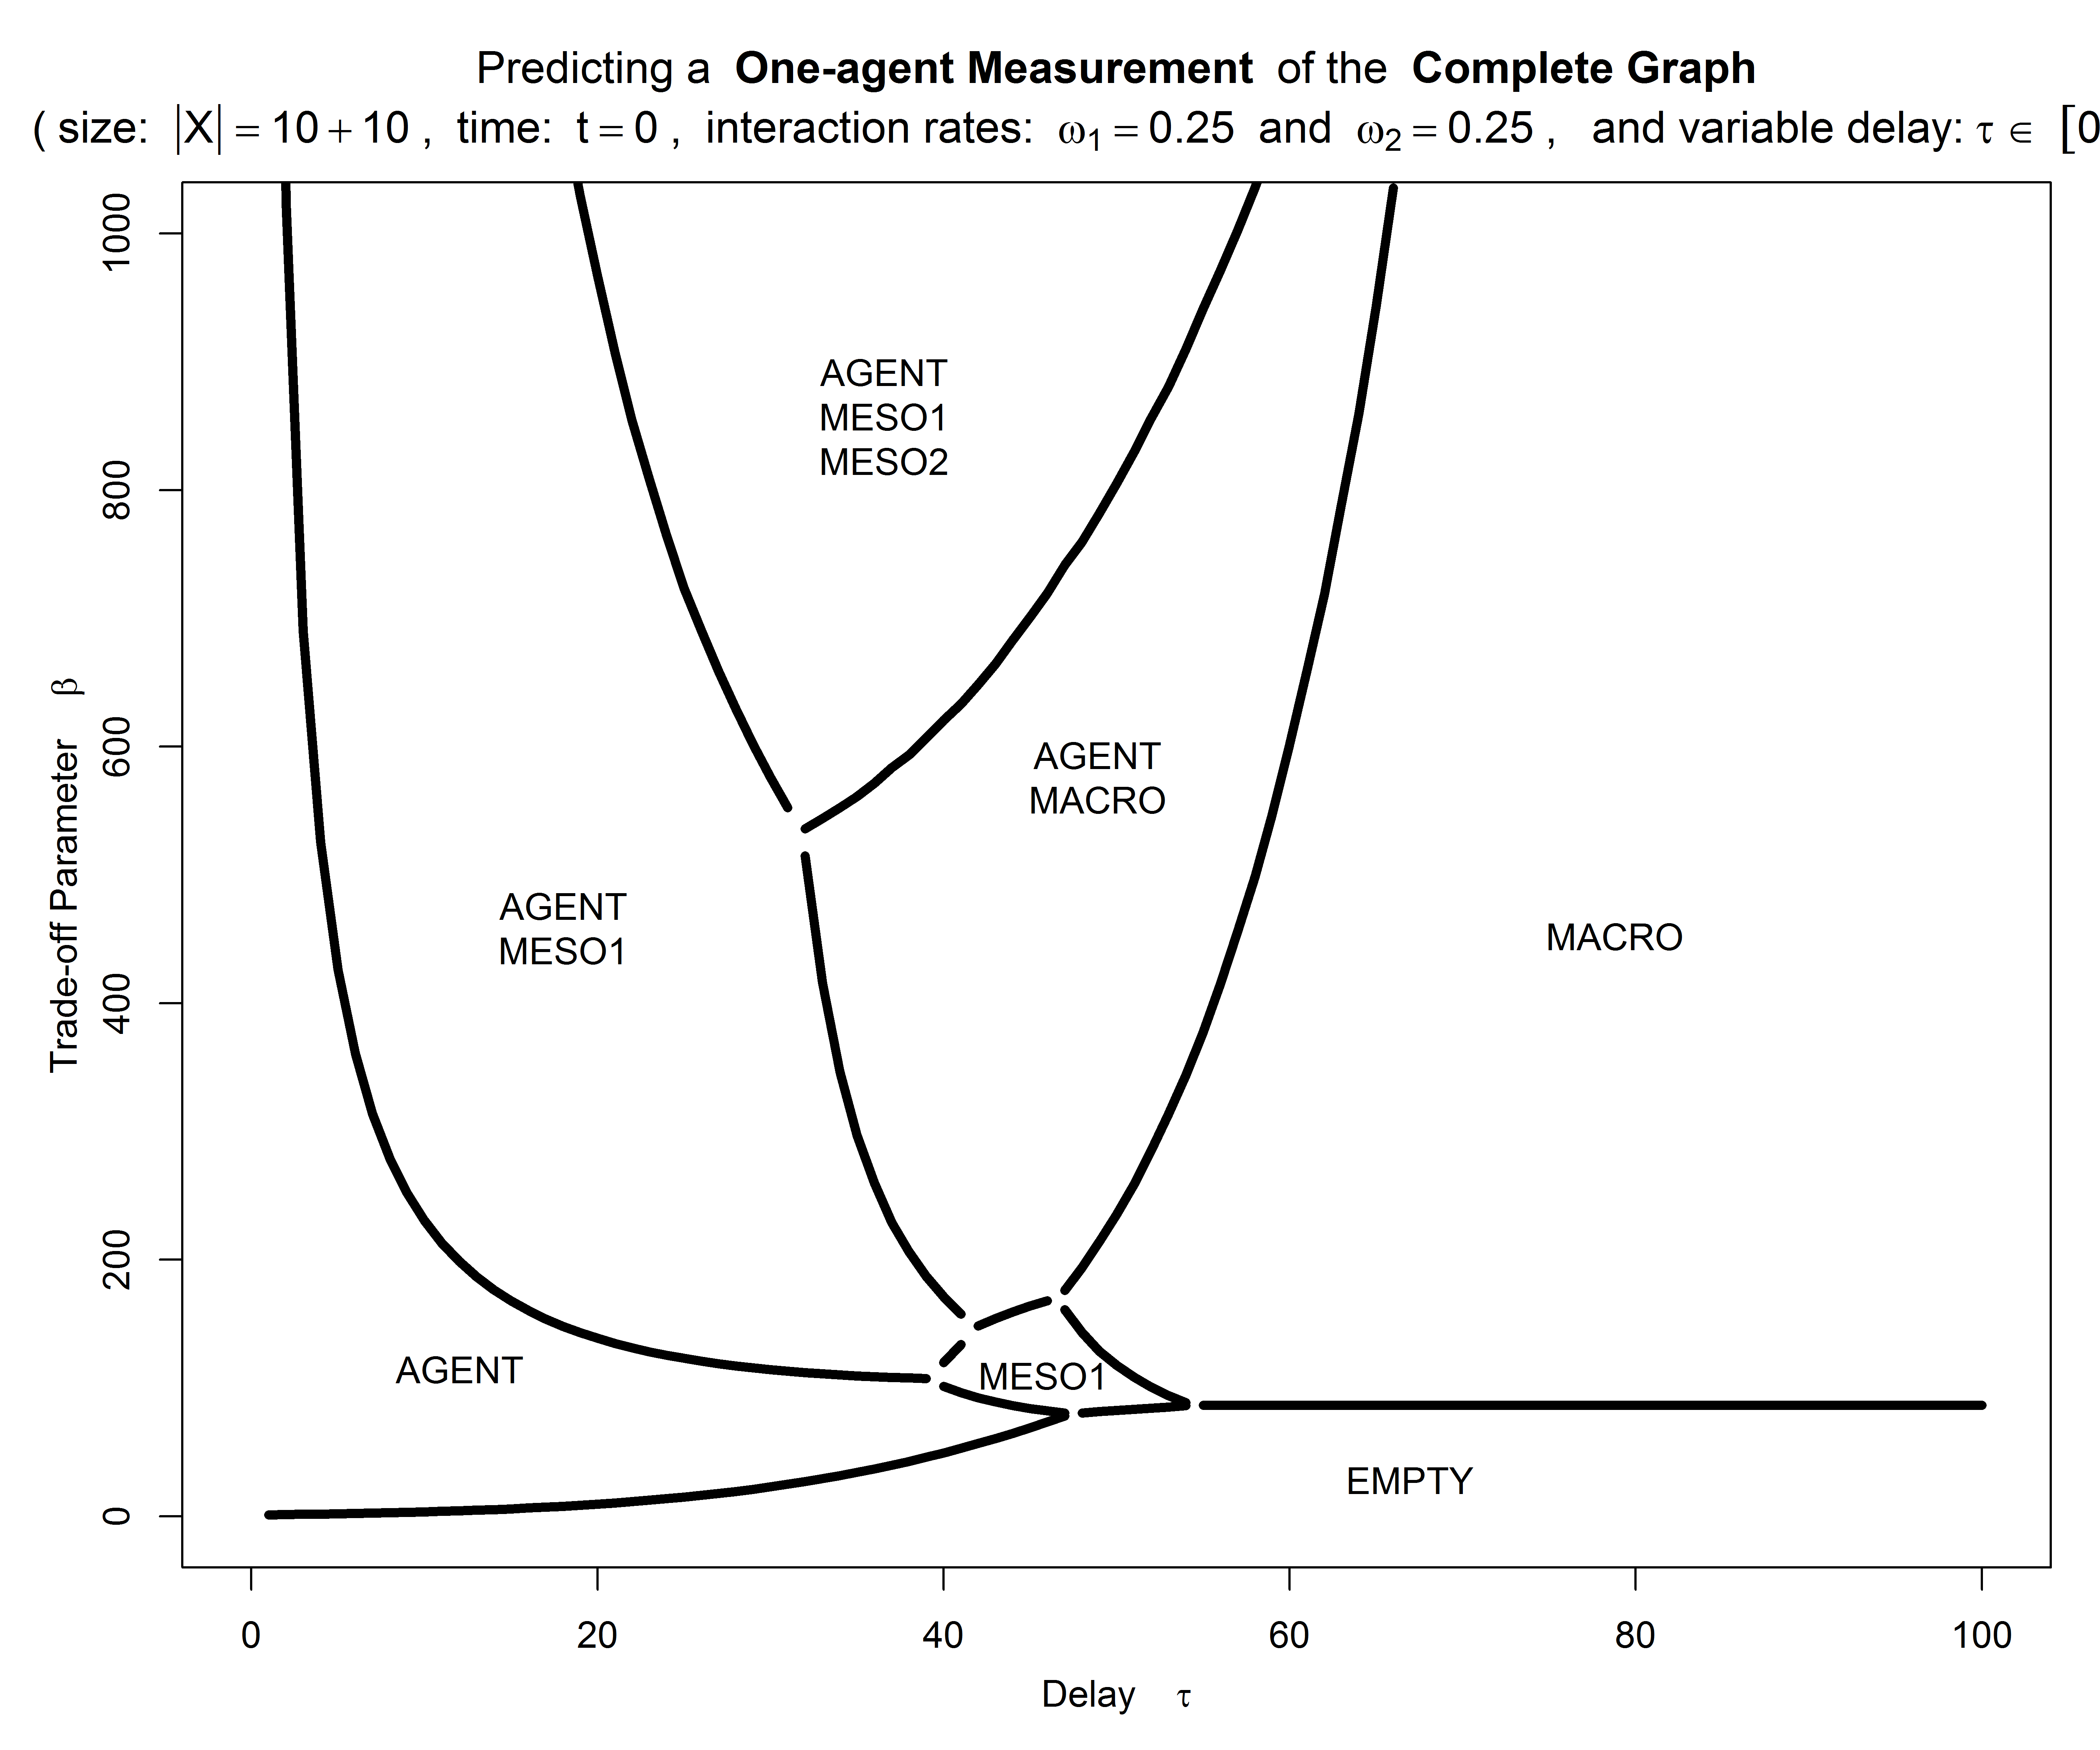 Predicting a One-agent Measurement of the Complete Graph
( size: |X| = 10 + 10 , time: t = 0 , interaction rates: ω1 = 0.25 and ω2 = 0.25 , and variable delay: τ ∈ [0
1000
800
600
400
200
0
Trade-off Parameter β
AGENT
MESO1
MESO2
AGENT
MACRO
AGENT
MESO1
MACRO
AGENT
MESO1
EMPTY
0 20 40 60 80 100
Delay τ